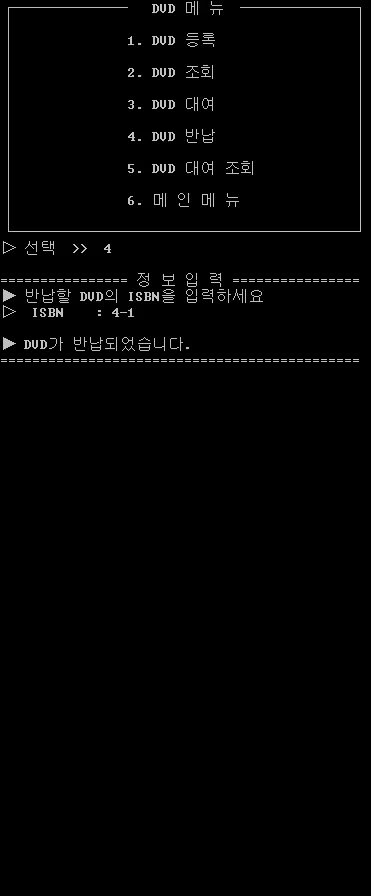 DVD 메 뉴
1. DVD 등록
2. DVD 조회
3. DVD 대여
4. DVD 반납
5. DVD 대여 조회
6. 메 인 메 뉴
▷ 선택 >> 4
================ 정 보 입 력 ================
▶ 반납할 DVD의 ISBN을 입력하세요
▷ ISBN : 4-1
▶ DVD가 반납되었습니다.
=============================================